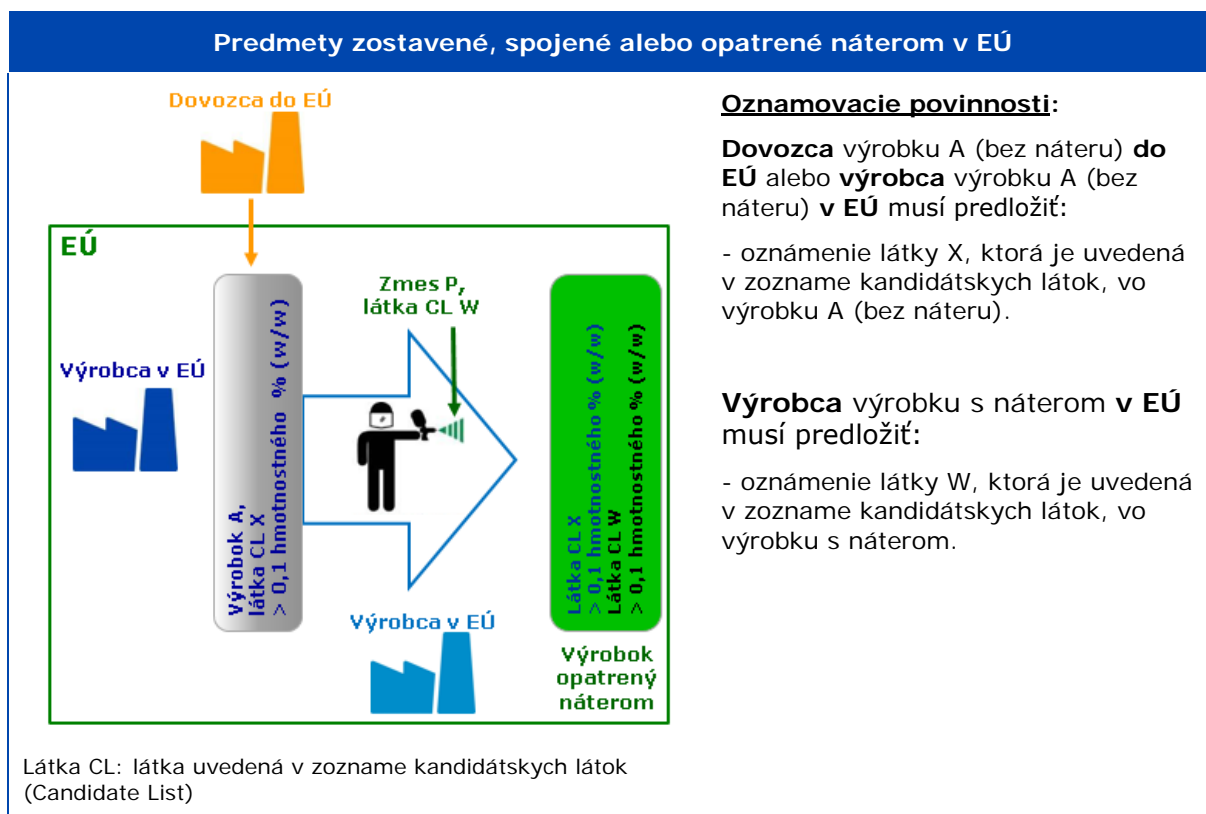 Predmety zostavené, spojené alebo opatrené náterom v EÚ
Dovozca do EÚ
EÚ
Zmes P,
látka CL W
Výrobca v EÚ
Výrobok A,
látka CL X
> 0,1 hmotnostného % (w/w)
Látka CL X
> 0,1 hmotnostného % (w/w)
Látka CL W
> 0,1 hmotnostného % (w/w)
Výrobca v EÚ
Výrobok
opatrený
náterom
Látka CL: látka uvedená v zozname kandidátskych látok
(Candidate List)
Oznamovacie povinnosti:
Dovozca výrobku A (bez náteru) do
EÚ alebo výrobca výrobku A (bez
náteru) v EÚ musí predložiť:
- oznámenie látky X, ktorá je uvedená
v zozname kandidátskych látok, vo
výrobku A (bez náteru).
Výrobca výrobku s náterom v EÚ
musí predložiť:
- oznámenie látky W, ktorá je uvedená
v zozname kandidátskych látok, vo
výrobku s náterom.